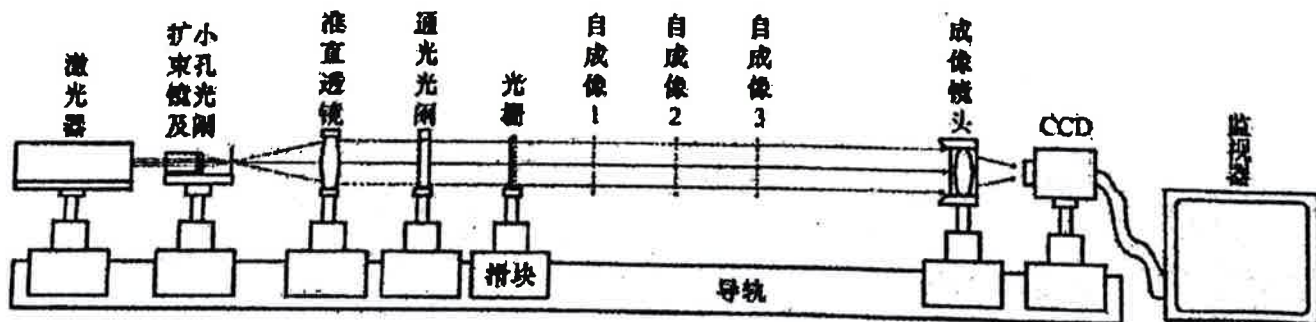 激光器
扩束镜及
小孔光阑
准直透镜
通光光阑
光栅
自成像1
自成像2
自成像3
成像镜头
CCD
监视器
滑块
导轨